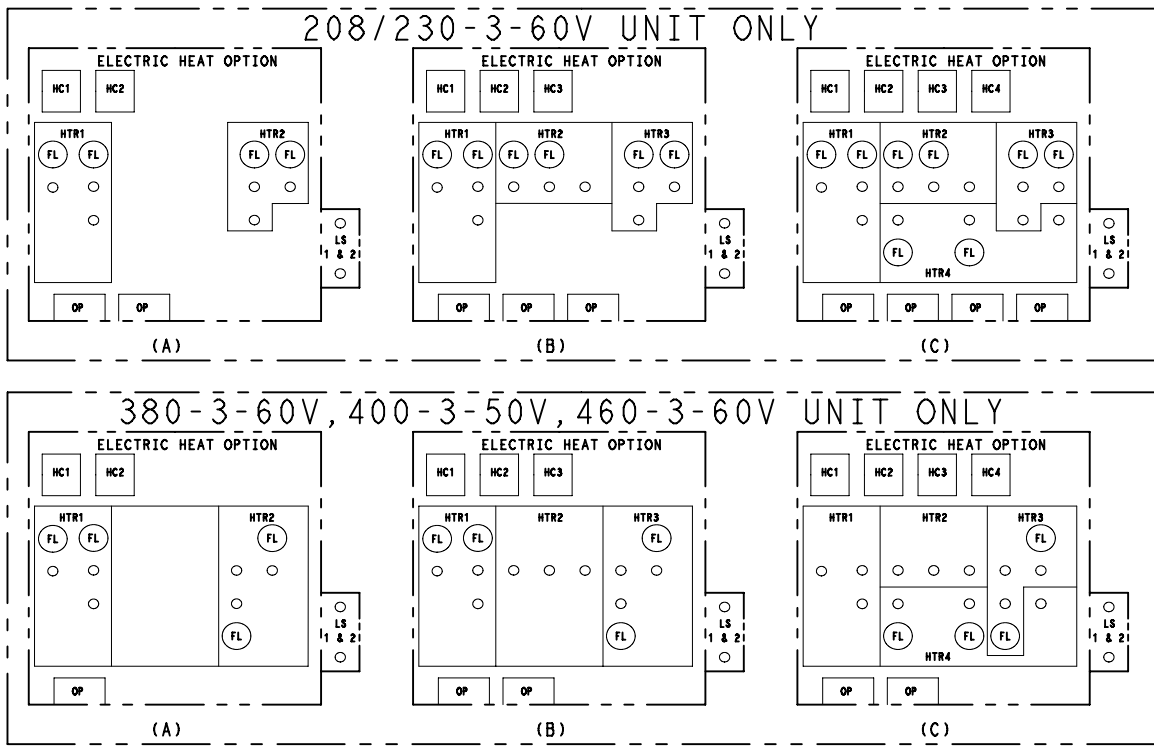 208/230-3-60V UNIT ONLY
ELECTRIC HEAT OPTION
HC1 HC2
HTR1 HTR2
FL FL FL FL
LS
1 & 2
OP OP
(A)
ELECTRIC HEAT OPTION
HC1 HC2 HC3
HTR1 HTR2 HTR3
FL FL FL FL FL FL
LS
1 & 2
OP OP OP
(B)
ELECTRIC HEAT OPTION
HC1 HC2 HC3 HC4
HTR1 HTR2 HTR3
FL FL FL FL FL FL
LS
1 & 2
FL FL
HTR4
OP OP OP OP
(C)
380-3-60V,400-3-50V,460-3-60V UNIT ONLY
ELECTRIC HEAT OPTION
HC1 HC2
HTR1 HTR2
FL FL FL
LS
1 & 2
FL
OP
(A)
ELECTRIC HEAT OPTION
HC1 HC2 HC3
HTR1 HTR2 HTR3
FL FL FL
LS
1 & 2
FL
OP OP
(B)
ELECTRIC HEAT OPTION
HC1 HC2 HC3 HC4
HTR1 HTR2 HTR3
FL
LS
1 & 2
FL FL FL
HTR4
OP OP
(C)